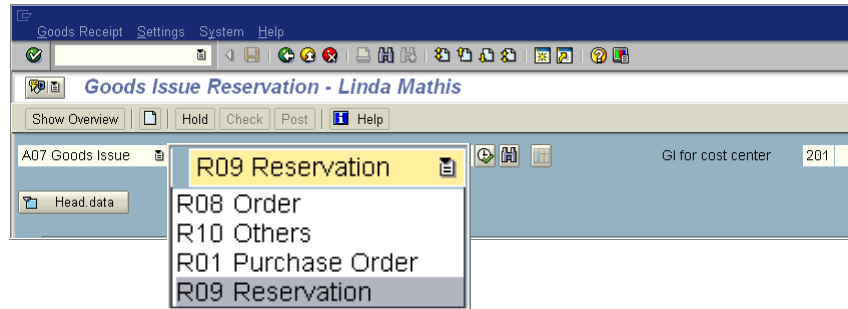 Goods Receipt Settings System Help
Goods Issue Reservation - Linda Mathis
Show Overview Hold Check Post Help
A07 Goods Issue R09 Reservation GI for cost center 201
Head.data
R08 Order
R10 Others
R01 Purchase Order
R09 Reservation